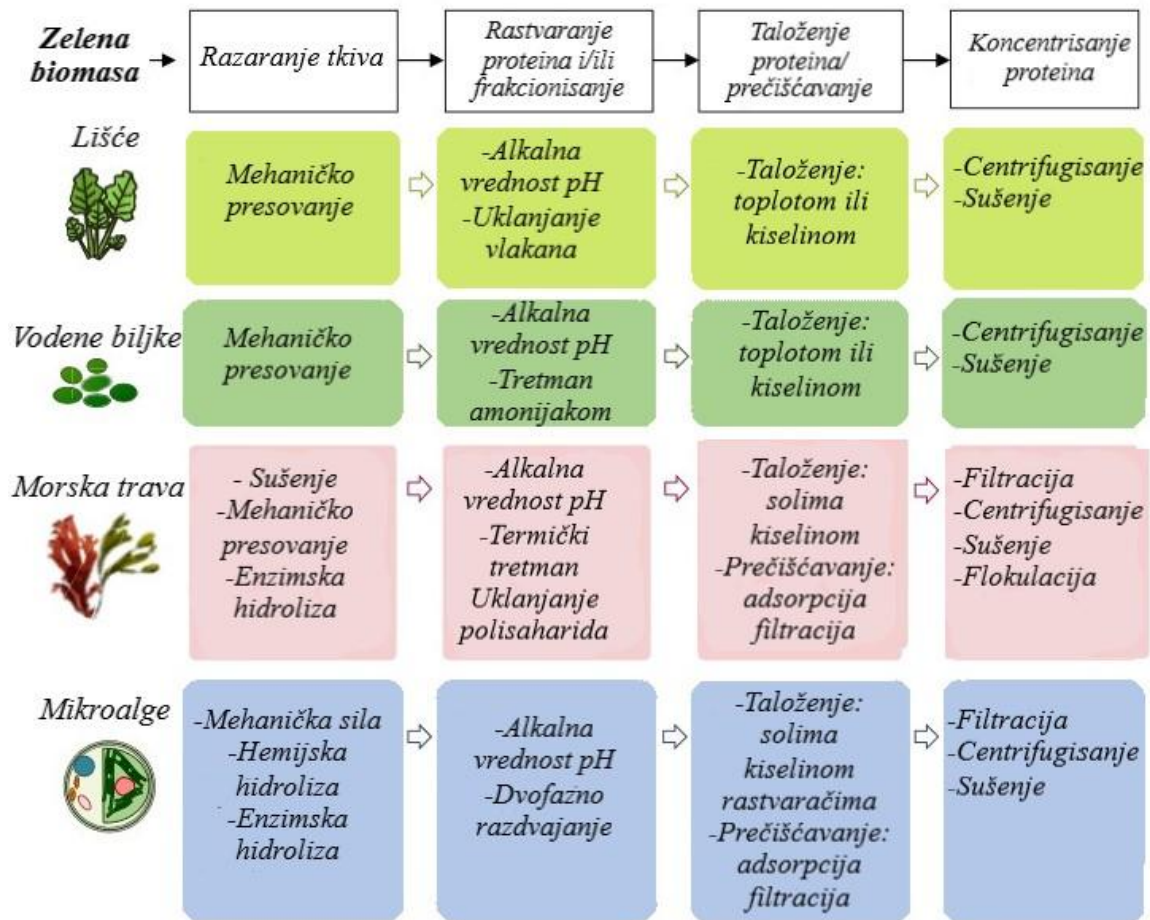 Zelena
biomasa
Razaranje tkiva
Rastvaranje
proteina i/ili
frakcionisanje
Taloženje
proteina/
prečišćavanje
Koncentrisanje
proteina
Lišće
Mehaničko
presovanje
-Alkalna
vrednost pH
-Uklanjanje
vlakana
-Taloženje:
toplotom ili
kiselinom
-Centrifugisanje
-Sušenje
Vodene biljke
Mehaničko
presovanje
-Alkalna
vrednost pH
-Tretman
amonijakom
-Taloženje:
toplotom ili
kiselinom
-Centrifugisanje
-Sušenje
Morska trava
- Sušenje
-Mehaničko
presovanje
-Enzimska
hidroliza
-Alkalna
vrednost pH
-Termički
tretman
Uklanjanje
polisaharida
-Taloženje:
solima
kiselinom
-Prečišćavanje:
adsorpcija
filtracija
-Filtracija
-Centrifugisanje
-Sušenje
-Flokulacija
Mikroalge
-Mehanička sila
-Hemijska
hidroliza
-Enzimska
hidroliza
-Alkalna
vrednost pH
-Dvofazno
razdvajanje
-Taloženje:
solima
kiselinom
rastvaračima
-Prečišćavanje:
adsorpcija
filtracija
-Filtracija
-Centrifugisanje
-Sušenje